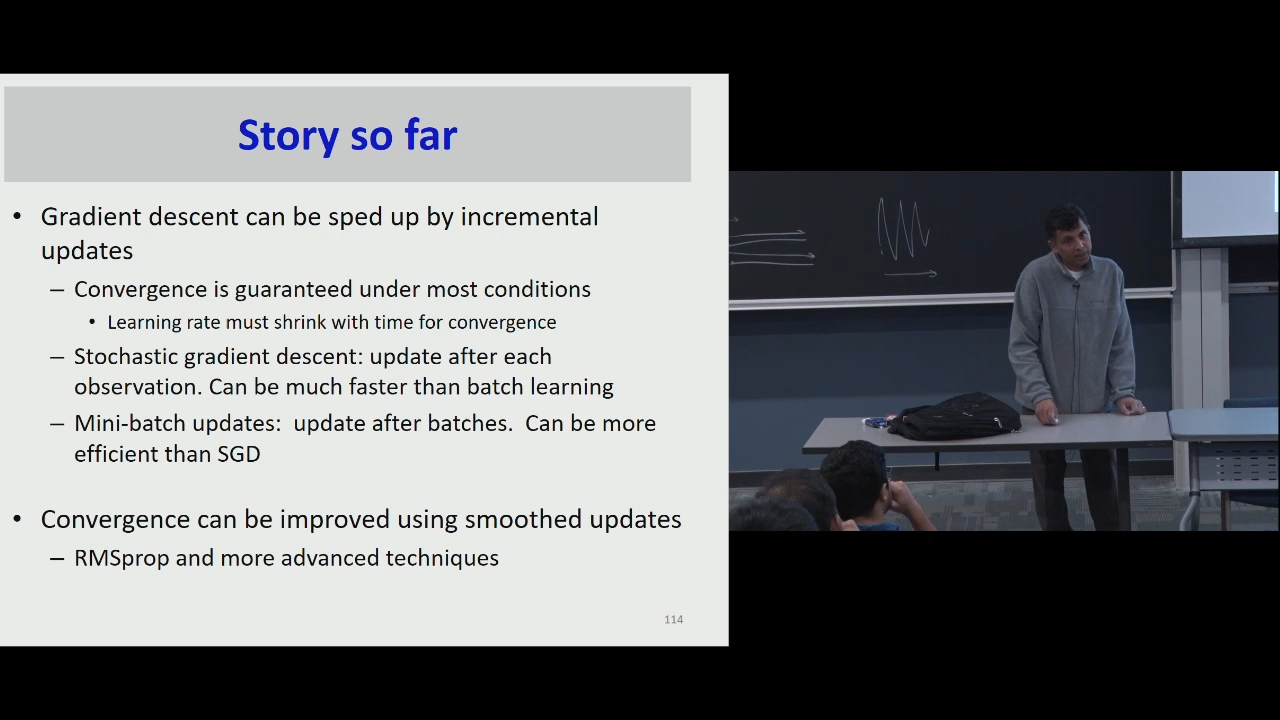 Story so far
• Gradient descent can be sped up by incremental
updates
– Convergence is guaranteed under most conditions
• Learning rate must shrink with time for convergence
– Stochastic gradient descent: update after each
observation. Can be much faster than batch learning
– Mini-batch updates:  update after batches.  Can be more
efficient than SGD
• Convergence can be improved using smoothed updates
– RMSprop and more advanced techniques
114